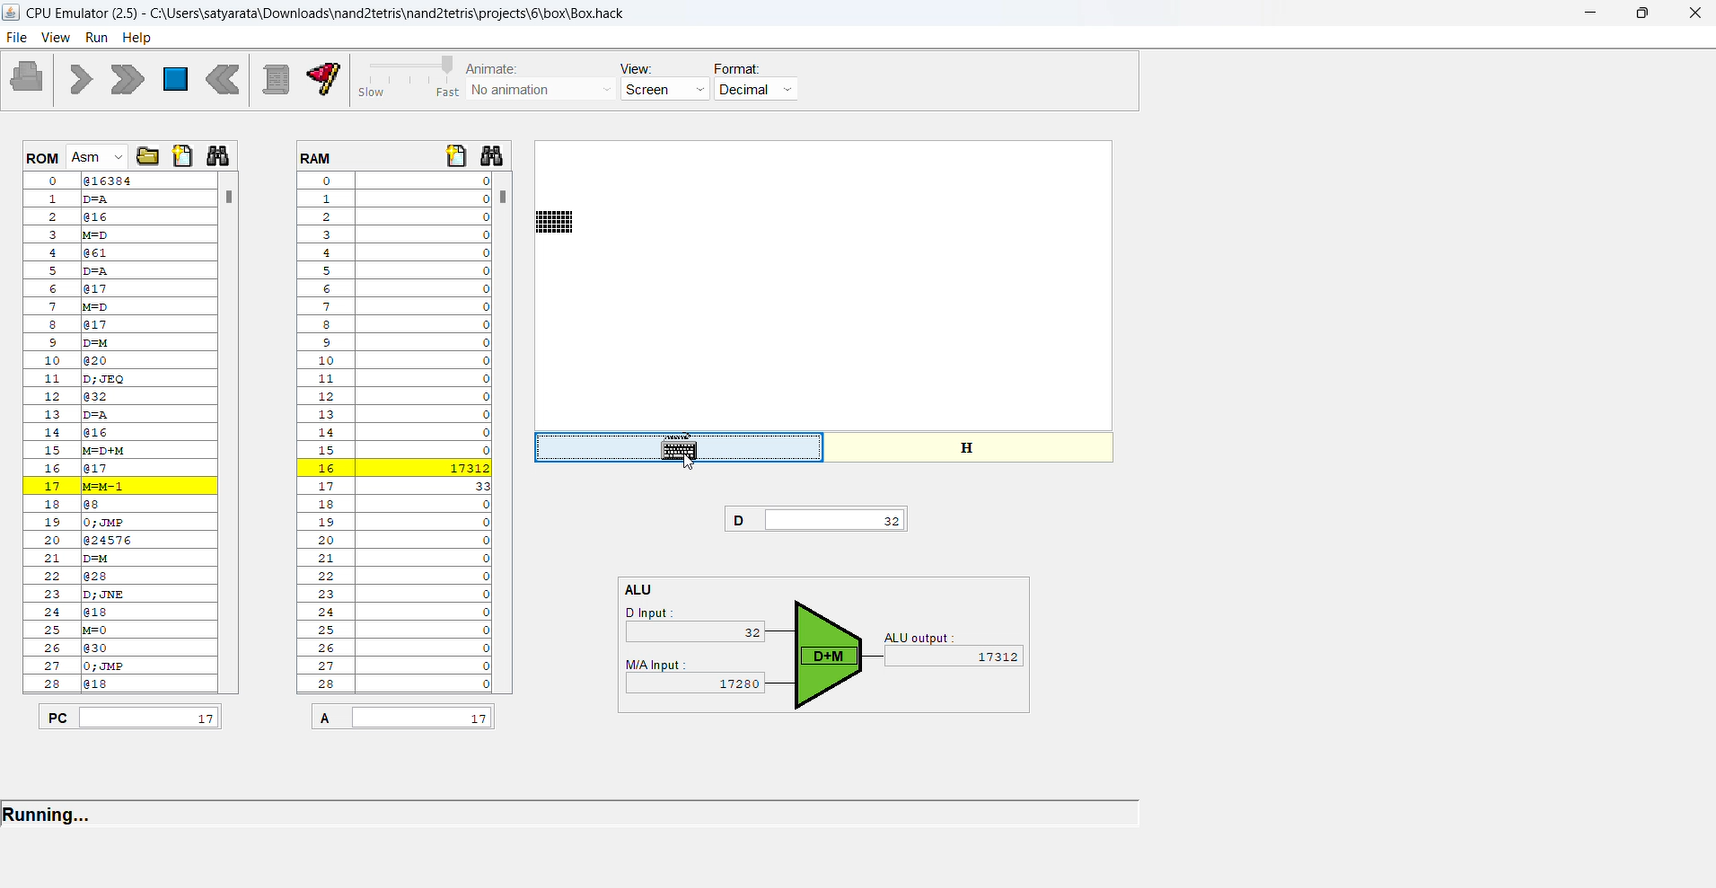 CPU Emulator (2.5) - C:\Users\satyarata\Downloads\nand2tetris\nand2tetris\projects\6\box\Box.hack
File View Run Help
Slow Fast
Animate:
No animation
View:
Screen
Format:
Decimal
ROM Asm
0 @16384
1 D=A
2 @16
3 M=D
4 @61
5 D=A
6 @17
7 M=D
8 @17
9 D=M
10 @20
11 D;JEQ
12 @32
13 D=A
14 @16
15 M=D+M
16 @17
17 M=M-1
18 @8
19 0;JMP
20 @24576
21 D=M
22 @28
23 D;JNE
24 @18
25 M=0
26 @30
27 0;JMP
28 @18
PC 17
RAM
0 0
1 0
2 0
3 0
4 0
5 0
6 0
7 0
8 0
9 0
10 0
11 0
12 0
13 0
14 0
15 0
16 17312
17 33
18 0
19 0
20 0
21 0
22 0
23 0
24 0
25 0
26 0
27 0
28 0
A 17
H
D 32
ALU
D Input :
32
M/A Input :
17280
D+M
ALU output :
17312
Running...